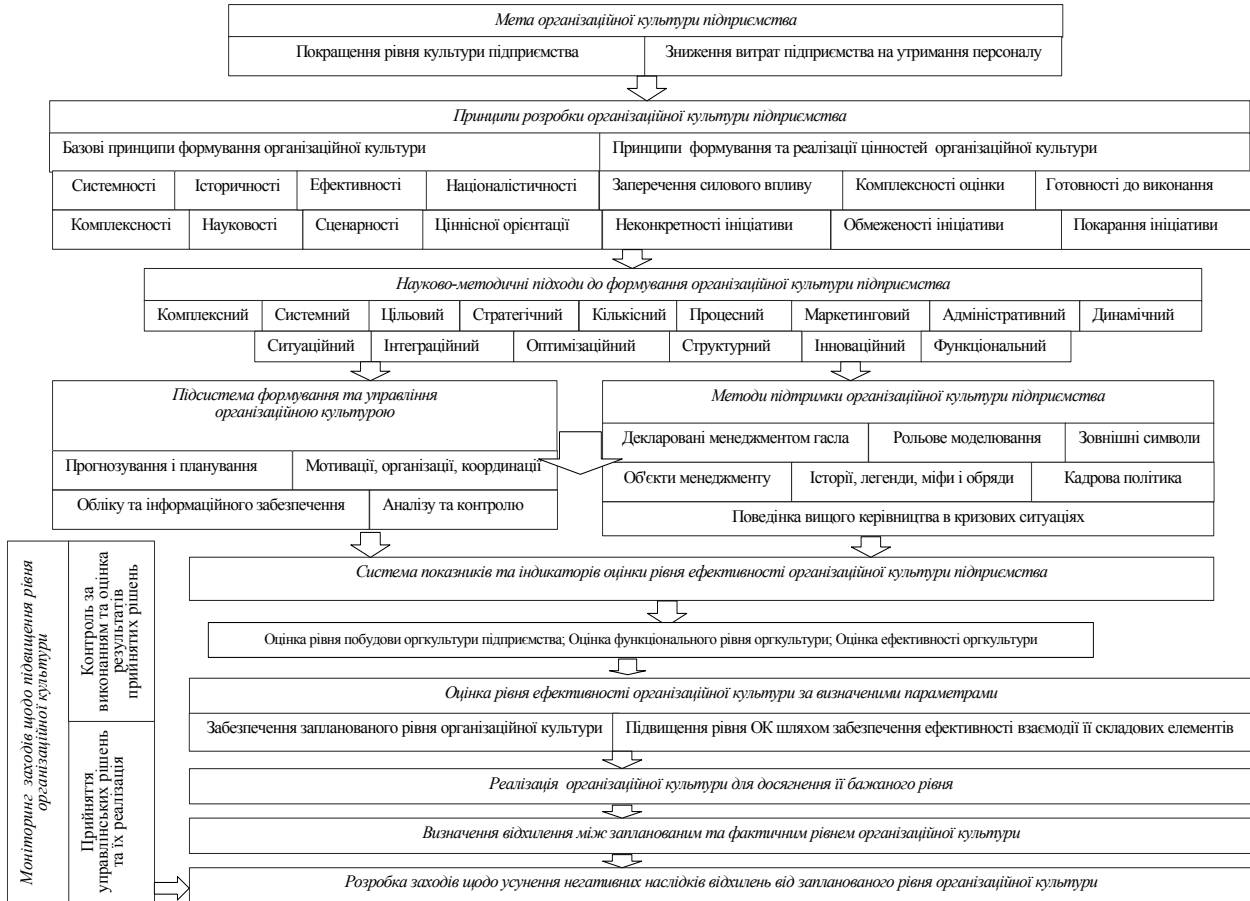 Мета організаційної культури підприємства
Покращення рівня культури підприємства
Зниження витрат підприємства на утримання персоналу
Принципи розробки організаційної культури підприємства
Базові принципи формування організаційної культури
Принципи формування та реалізації цінностей організаційної культури
Системності
Історичності
Ефективності
Націоналістичності
Заперечення силового впливу
Комплексності оцінки
Готовності до виконання
Комплексності
Науковості
Сценарності
Ціннісної орієнтації
Неконкретності ініціативи
Обмеженості ініціативи
Покарання ініціативи
Науково-методичні підходи до формування організаційної культури підприємства
Комплексний
Системний
Цільовий
Стратегічний
Кількісний
Процесний
Маркетинговий
Адміністративний
Динамічний
Ситуаційний
Інтеграційний
Оптимізаційний
Структурний
Інноваційний
Функціональний
Підсистема формування та управління
організаційною культурою
Прогнозування і планування
Мотивації, організації, координації
Обліку та інформаційного забезпечення
Аналізу та контролю
Методи підтримки організаційної культури підприємства
Декларовані менеджментом гасла
Рольове моделювання
Зовнішні символи
Об'єкти менеджменту
Історії, легенди, міфи і обряди
Кадрова політика
Поведінка вищого керівництва в кризових ситуаціях
Моніторинг заходів щодо підвищення рівня
організаційної культури
Контроль за
виконанням та оцінка
результатів
прийнятих рішень
Прийняття
управлінських рішень
та їх реалізація
Система показників та індикаторів оцінки рівня ефективності організаційної культури підприємства
Оцінка рівня побудови оргкультури підприємства; Оцінка функціонального рівня оргкультури; Оцінка ефективності оргкультури
Оцінка рівня ефективності організаційної культури за визначеними параметрами
Забезпечення запланованого рівня організаційної культури
Підвищення рівня ОК шляхом забезпечення ефективності взаємодії її складових елементів
Реалізація організаційної культури для досягнення її бажаного рівня
Визначення відхилення між запланованим та фактичним рівнем організаційної культури
Розробка заходів щодо усунення негативних наслідків відхилень від запланованого рівня організаційної культури